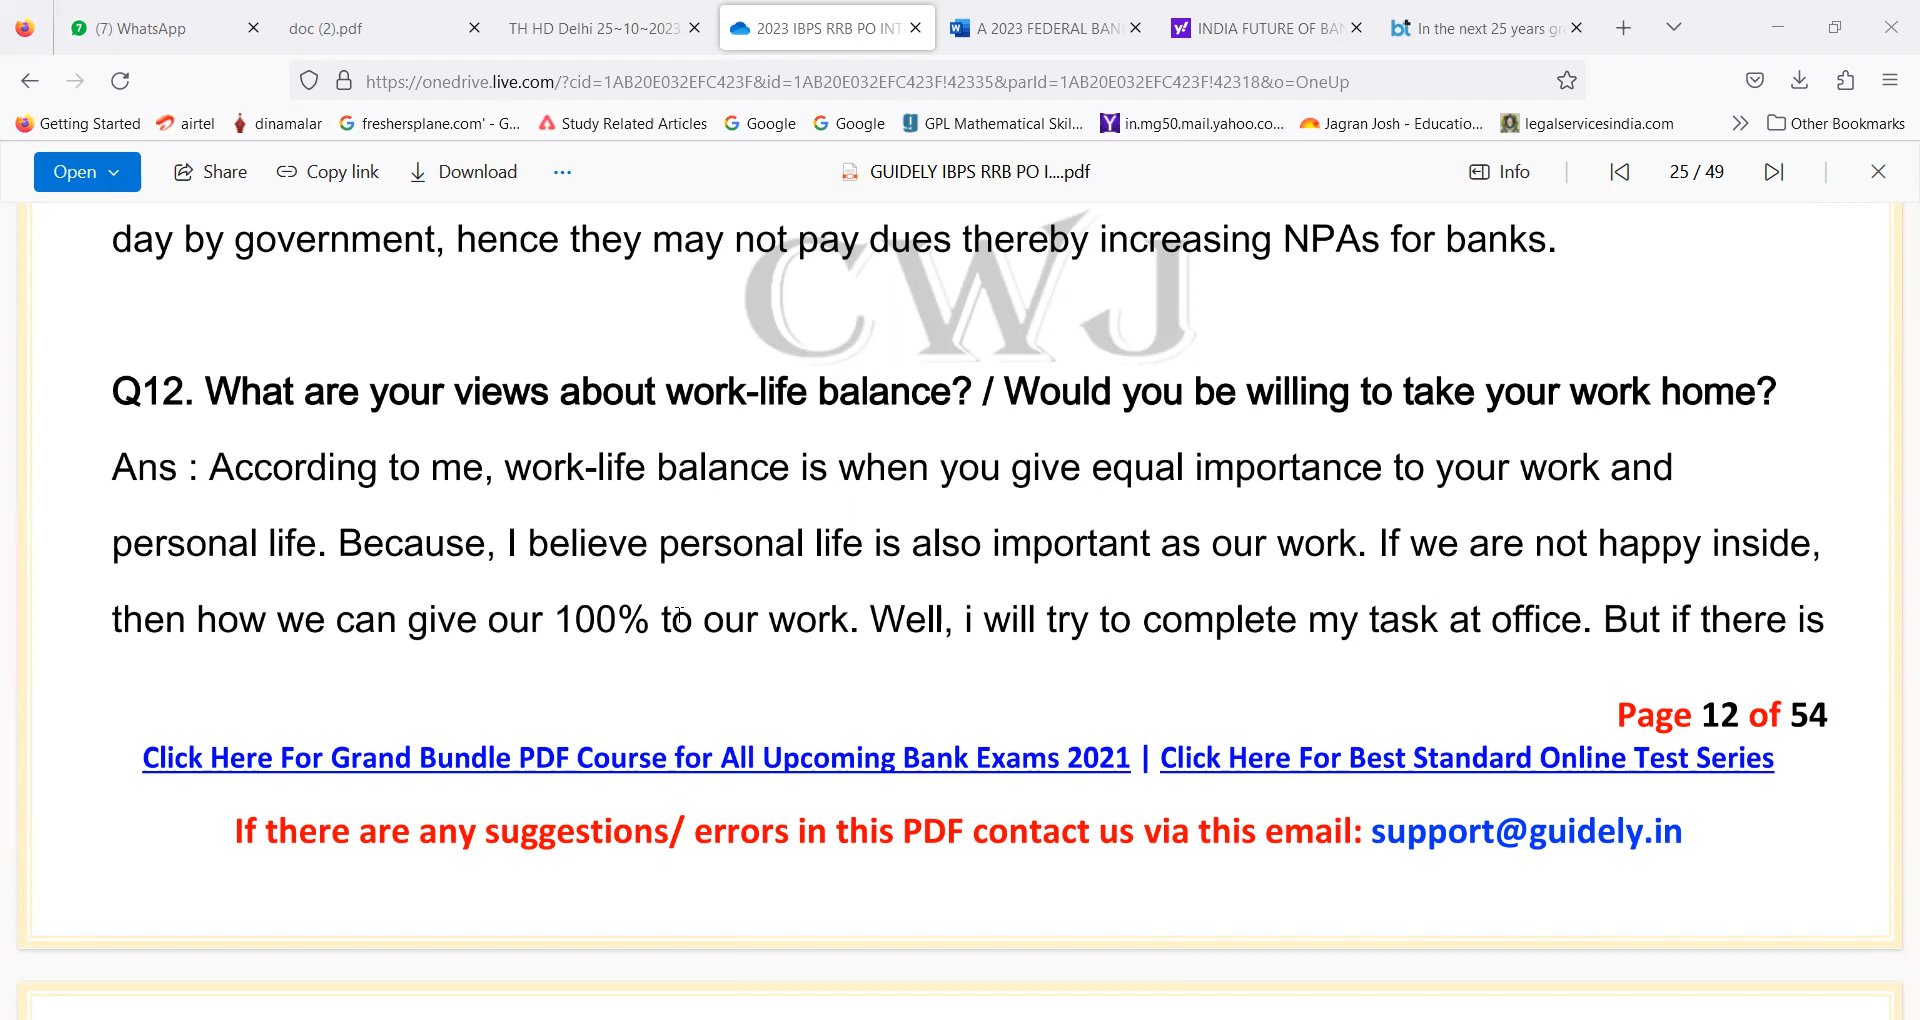 (7) WhatsApp
doc (2).pdf
TH HD Delhi 25~10~2023
2023 IBPS RRB PO INT
A 2023 FEDERAL BAN
INDIA FUTURE OF BA
bt In the next 25 years gr
https://onedrive.live.com/?cid=1AB20E032EFC423F&id=1AB20E032EFC423F!42335&parId=1AB20E032EFC423F!42318&o=OneUp
Getting Started
airtel
dinamalar
freshersplane.com' - G...
Study Related Articles
Google
Google
GPL Mathematical Skil...
in.mg50.mail.yahoo.co...
Jagran Josh - Educatio...
legalservicesindia.com
Other Bookmarks
Open
Share
Copy link
Download
GUIDELY IBPS RRB PO I....pdf
Info
25 / 49
day by government, hence they may not pay dues thereby increasing NPAs for banks.
CWJ
Q12. What are your views about work-life balance? / Would you be willing to take your work home?
Ans : According to me, work-life balance is when you give equal importance to your work and
personal life. Because, I believe personal life is also important as our work. If we are not happy inside,
then how we can give our 100% to our work. Well, i will try to complete my task at office. But if there is
Page 12 of 54
Click Here For Grand Bundle PDF Course for All Upcoming Bank Exams 2021 | Click Here For Best Standard Online Test Series
If there are any suggestions/ errors in this PDF contact us via this email: support@guidely.in